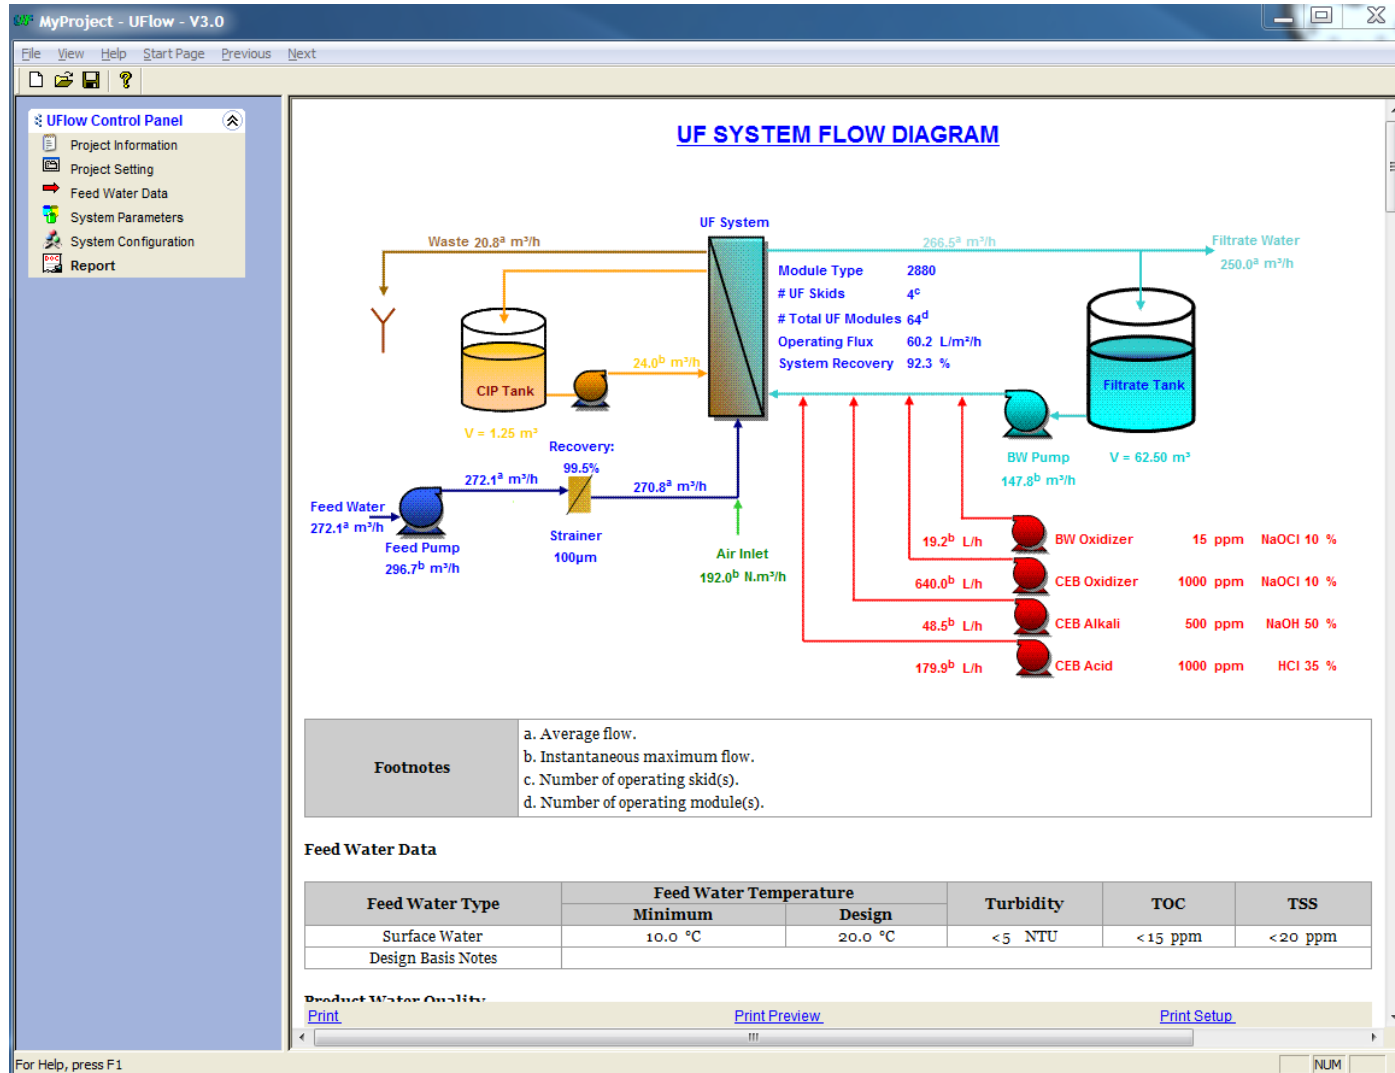 MyProject - UFlow - V3.0
File View Help Start Page Previous Next
UFlow Control Panel
Project Information
Project Setting
Feed Water Data
System Parameters
System Configuration
Report
UF SYSTEM FLOW DIAGRAM
UF System
Waste 20.8ᵃ m³/h
266.5ᵃ m³/h
Filtrate Water
250.0ᵃ m³/h
Module Type 2880
# UF Skids 4ᶜ
# Total UF Modules 64ᵈ
Operating Flux 60.2 L/m²/h
System Recovery 92.3 %
24.0ᵇ m³/h
CIP Tank
V = 1.25 m³
Filtrate Tank
BW Pump
147.8ᵇ m³/h
V = 62.50 m³
Recovery:
99.5%
272.1ᵃ m³/h
270.8ᵃ m³/h
Feed Water
272.1ᵃ m³/h
Feed Pump
296.7ᵇ m³/h
Strainer
100µm
Air Inlet
192.0ᵇ N.m³/h
19.2ᵇ L/h BW Oxidizer 15 ppm NaOCl 10 %
640.0ᵇ L/h CEB Oxidizer 1000 ppm NaOCl 10 %
48.5ᵇ L/h CEB Alkali 500 ppm NaOH 50 %
179.9ᵇ L/h CEB Acid 1000 ppm HCl 35 %
Footnotes
a. Average flow.
b. Instantaneous maximum flow.
c. Number of operating skid(s).
d. Number of operating module(s).
Feed Water Data
Feed Water Type Feed Water Temperature Turbidity TOC TSS
Minimum Design
Surface Water 10.0 °C 20.0 °C <5 NTU <15 ppm <20 ppm
Design Basis Notes
Product Water Quality
Print Print Preview Print Setup
For Help, press F1 NUM